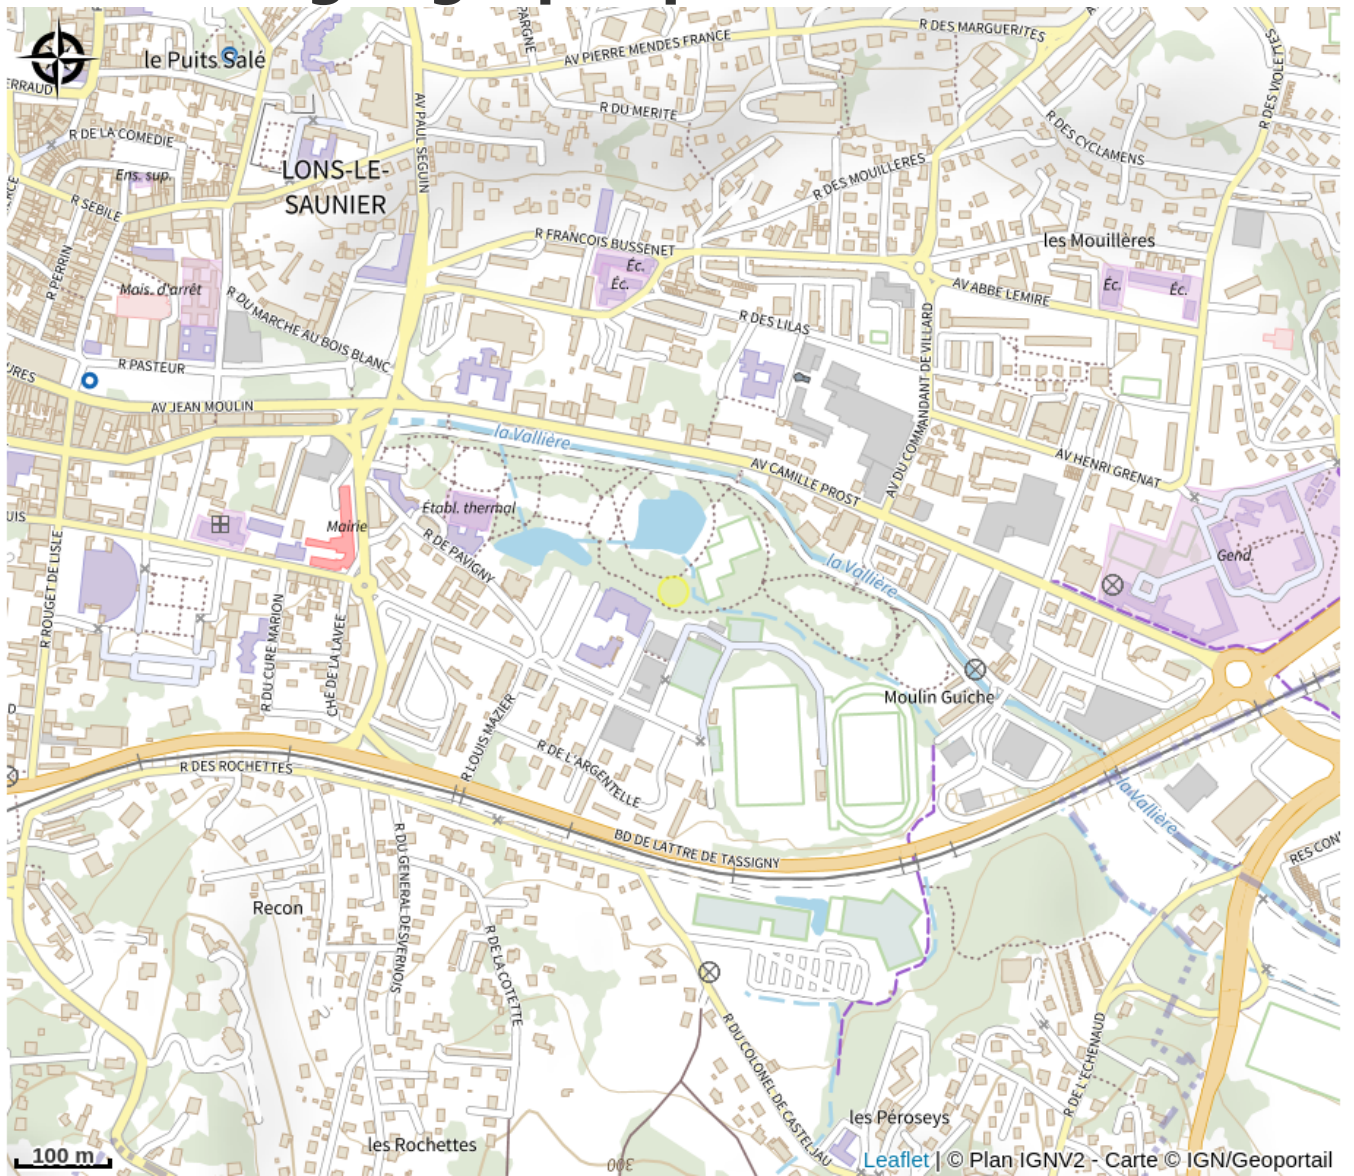 le Puits Salé
ERRAUD
R DE LA COMEDIE
Ens. sup.
R SEBILE
R PERRIN
Mais. d'arrêt
LONS-LE-
SAUNIER
AV PAUL SEGUIN
AV PIERRE MENDES FRANCE
R DES MARGUERITES
R DU MERITE
R DES MOUILLERES
R DES CYCLAMENS
R DES VIOLETTES
R FRANCOIS BUSSENET
Éc.
Éc.
les Mouillères
AV ABBE LEMIRE
Éc.
Éc.
R DU MARCHE AU BOIS BLANC
R DES LILAS
R PASTEUR
URES
AV JEAN MOULIN
la Vallière
AV CAMILLE PROST
AV DU COMMANDANT DE VILLARD
AV HENRI GRENAT
UIS
Mairie
Établ. thermal
R DE PAVIGNY
la Vallière
Gend.
R ROUGET DE LISLE
R DU CURE MARION
CHE DE LA LAVEE
Moulin Guiche
D
R LOUIS MAZIER
R DE L'ARGENTELLE
R DES ROCHETTES
BD DE LATTRE DE TASSIGNY
la Vallière
RES CON
Recon
R DU GENERAL DESVERNOIS
R DE LA COTETTE
R DU COLONEL DE CASTELJAU
R DE L'ECHENAUD
les Péroseys
les Rochettes
300
100 m
Leaflet | © Plan IGNV2 - Carte © IGN/Geoportail